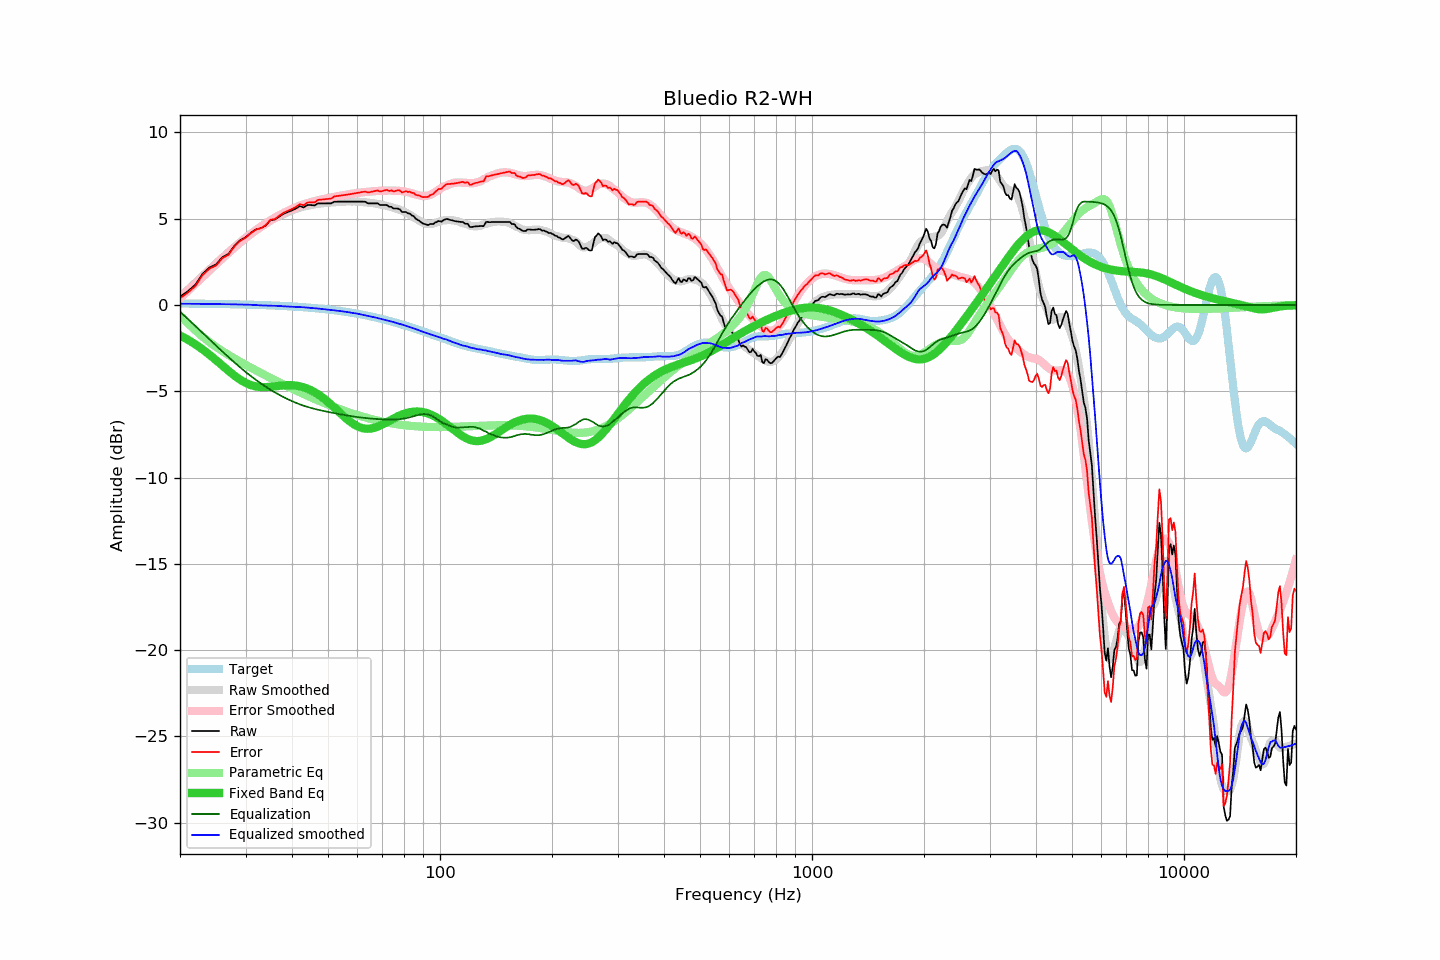 Bluedio R2-WH
10
5
0
−5
−10
−15
−20
−25
−30
Amplitude (dBr)
Target
Raw Smoothed
Error Smoothed
Raw
Error
Parametric Eq
Fixed Band Eq
Equalization
Equalized smoothed
100
1000
10000
Frequency (Hz)